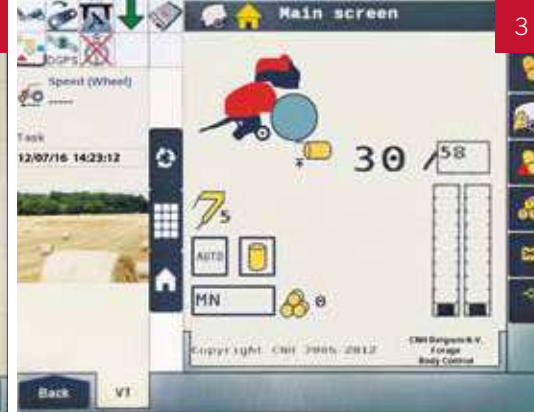 Main screen
3
DGPS
Speed (Wheel)
-----
Task
12/07/16 14:23:12
30 / 58
5
AUTO
MN
0
Copyright CNH 2005-2012
CNH Belgium N.V.
Forage
Body Control
Back
VT